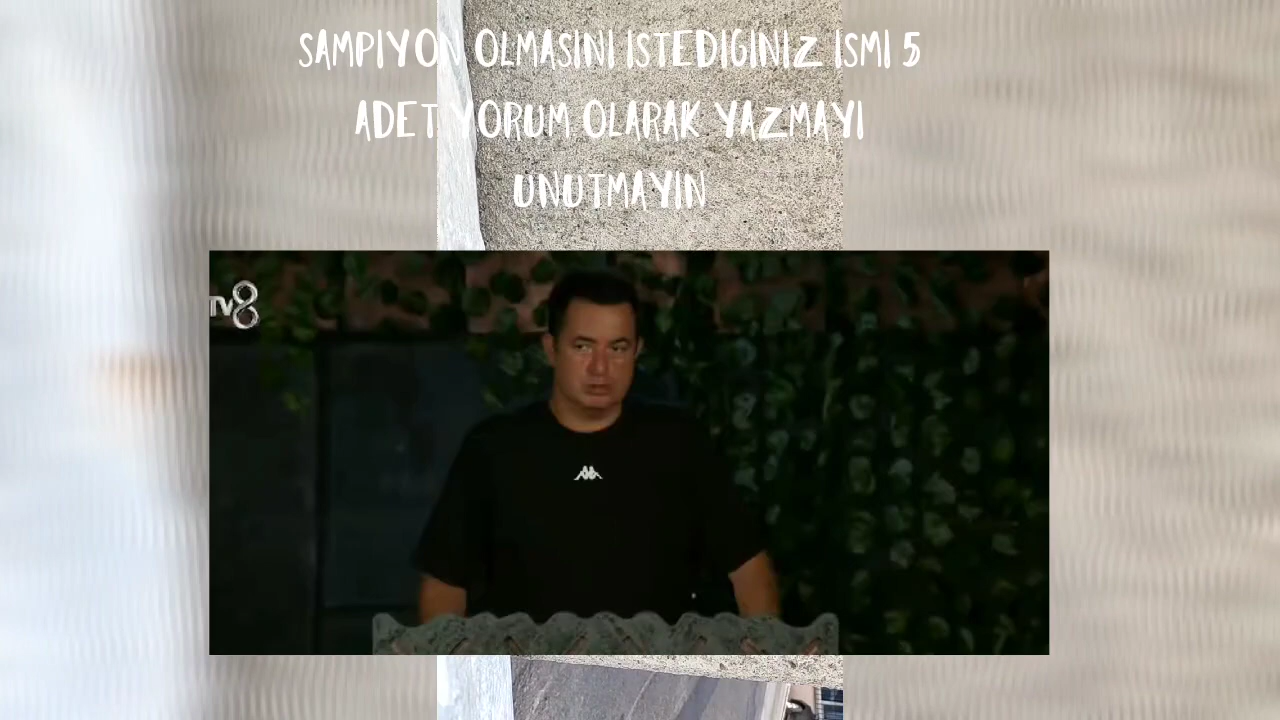 SAMPIYON OLMASINI ISTEDIGINIZ ISMI 5
ADET YORUM OLARAK YAZMAYI
UNUTMAYIN
TV8